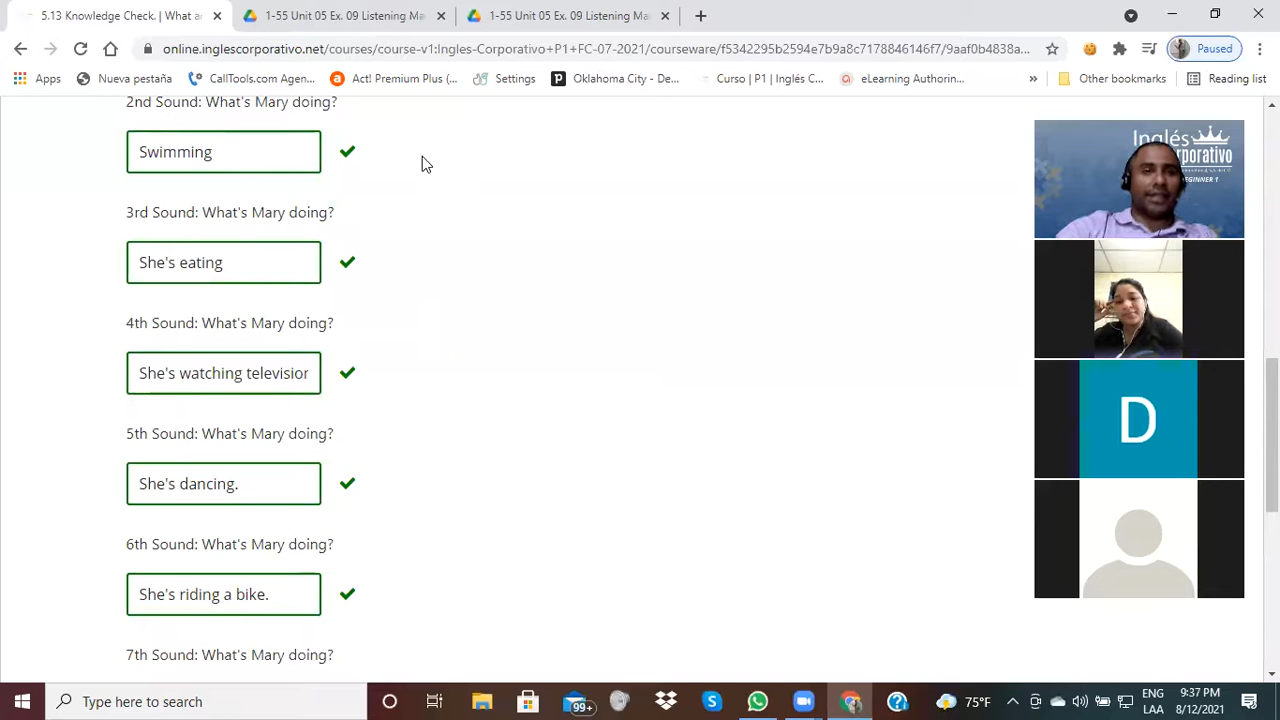 5.13 Knowledge Check. | What's a
1-55 Unit 05 Ex. 09 Listening Ma
1-55 Unit 05 Ex. 09 Listening Ma
online.inglescorporativo.net/courses/course-v1:Ingles-Corporativo+P1+FC-07-2021/courseware/f5342295b2594e7b9a8c7178846146f7/9aaf0b4838a...
Paused
Apps
Nueva pestaña
CallTools.com Agen...
Act! Premium Plus (...
Settings
Oklahoma City - De...
Curso | P1 | Inglés C...
eLearning Authorin...
»
Other bookmarks
Reading list
2nd Sound: What's Mary doing?
Swimming
3rd Sound: What's Mary doing?
She's eating
4th Sound: What's Mary doing?
She's watching television
5th Sound: What's Mary doing?
She's dancing.
6th Sound: What's Mary doing?
She's riding a bike.
7th Sound: What's Mary doing?
Inglés
orporativo
EGINNER 1
D
Type here to search
99+
75°F
ENG
LAA
9:37 PM
8/12/2021